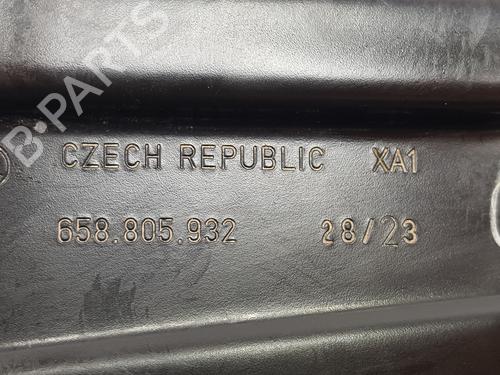 B-PARTS
CZECH REPUBLIC XA1
658.805.932 28/23